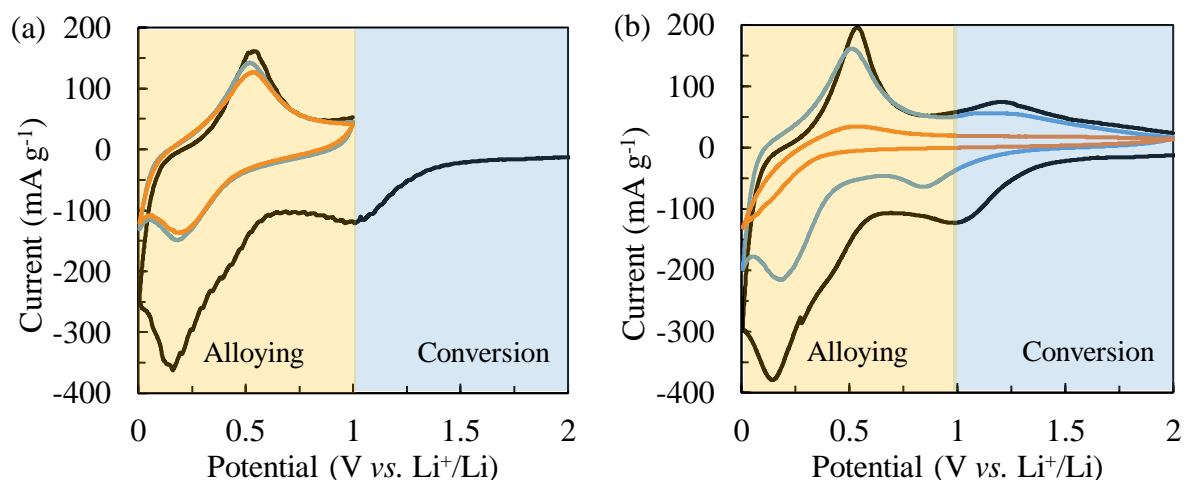 (a)
200
100
0
-100
-200
-300
-400
Current (mA g⁻¹)
Alloying
Conversion
0
0.5
1
1.5
2
Potential (V vs. Li⁺/Li)
(b)
200
100
0
-100
-200
-300
-400
Current (mA g⁻¹)
Alloying
Conversion
0
0.5
1
1.5
2
Potential (V vs. Li⁺/Li)